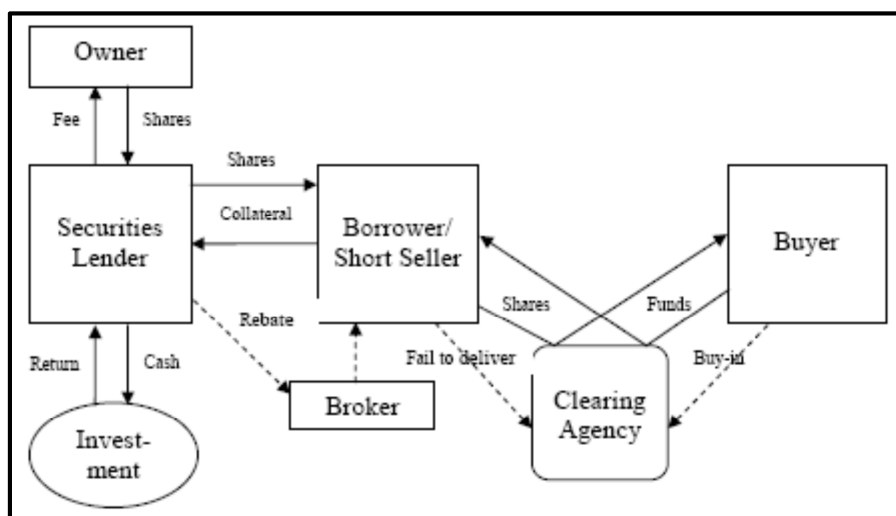 Owner
Fee
Shares
Shares
Securities
Lender
Collateral
Borrower/
Short Seller
Buyer
Rebate
Shares
Funds
Return
Cash
Fail to deliver
Buy-in
Broker
Clearing
Agency
Invest-
ment